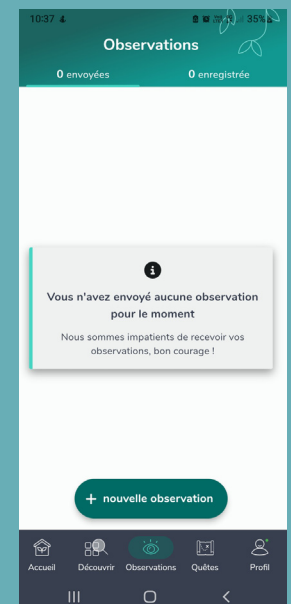 10:37
35%
Observations
0 envoyées 0 enregistrée
Vous n'avez envoyé aucune observation
pour le moment
Nous sommes impatients de recevoir vos
observations, bon courage !
+ nouvelle observation
Accueil Découvrir Observations Quêtes Profil